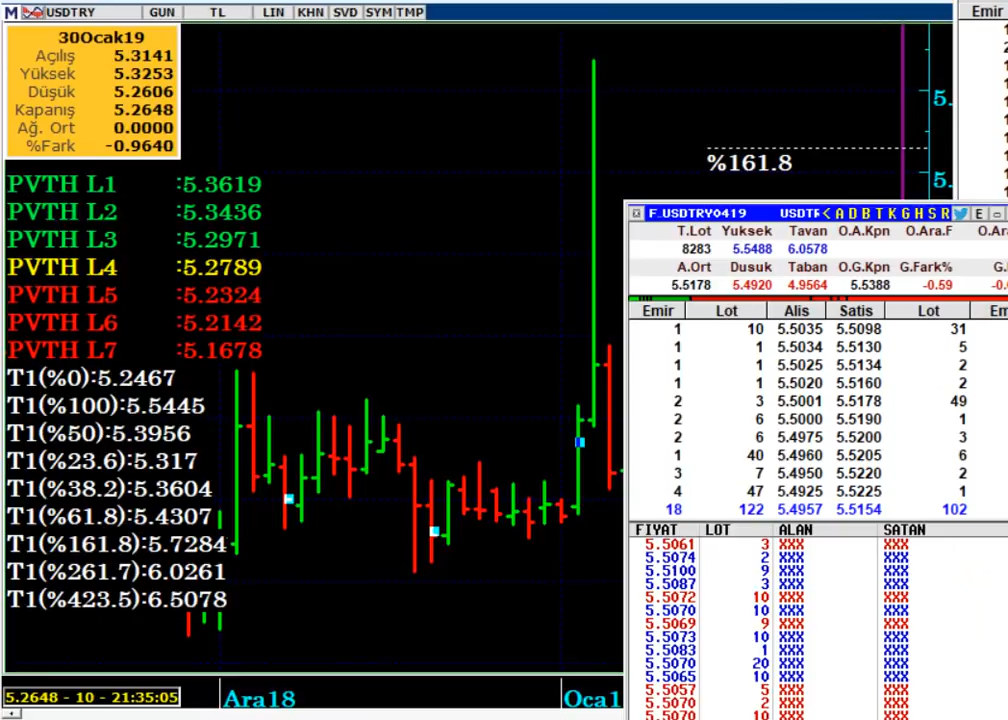 M USDTRY GUN TL LIN KHN SVD SYM TMP
Emir
30Ocak19
Açılış 5.3141
Yüksek 5.3253
Düşük 5.2606
Kapanış 5.2648
Ağ. Ort 0.0000
%Fark -0.9640
PVTH L1 :5.3619
PVTH L2 :5.3436
PVTH L3 :5.2971
PVTH L4 :5.2789
PVTH L5 :5.2324
PVTH L6 :5.2142
PVTH L7 :5.1678
T1(%0):5.2467
T1(%100):5.5445
T1(%50):5.3956
T1(%23.6):5.317
T1(%38.2):5.3604
T1(%61.8):5.4307
T1(%161.8):5.7284
T1(%261.7):6.0261
T1(%423.5):6.5078
%161.8
5.
5.
F_USDTRY0419 USDTR< A D B T K G H S R E
T.Lot Yuksek Tavan O.A.Kpn O.Ara.F O.Ara
8283 5.5488 6.0578
A.Ort Dusuk Taban O.G.Kpn G.Fark% G.
5.5178 5.4920 4.9564 5.5388 -0.59 -0.
Emir Lot Alis Satis Lot Em
1 10 5.5035 5.5098 31
1 1 5.5034 5.5130 5
1 1 5.5025 5.5134 2
1 1 5.5020 5.5160 2
2 3 5.5001 5.5178 49
2 6 5.5000 5.5190 1
2 6 5.4975 5.5200 3
1 40 5.4960 5.5205 6
3 7 5.4950 5.5220 2
4 47 5.4925 5.5225 1
18 122 5.4957 5.5154 102
FIYAT LOT ALAN SATAN
5.5061 3 XXX XXX
5.5074 2 XXX XXX
5.5100 9 XXX XXX
5.5087 3 XXX XXX
5.5072 10 XXX XXX
5.5070 10 XXX XXX
5.5069 9 XXX XXX
5.5073 10 XXX XXX
5.5083 1 XXX XXX
5.5070 20 XXX XXX
5.5065 10 XXX XXX
5.5057 5 XXX XXX
5.5070 2 XXX XXX
5.5070 10 XXX XXX
5.2648 - 10 - 21:35:05
Ara18
Oca1